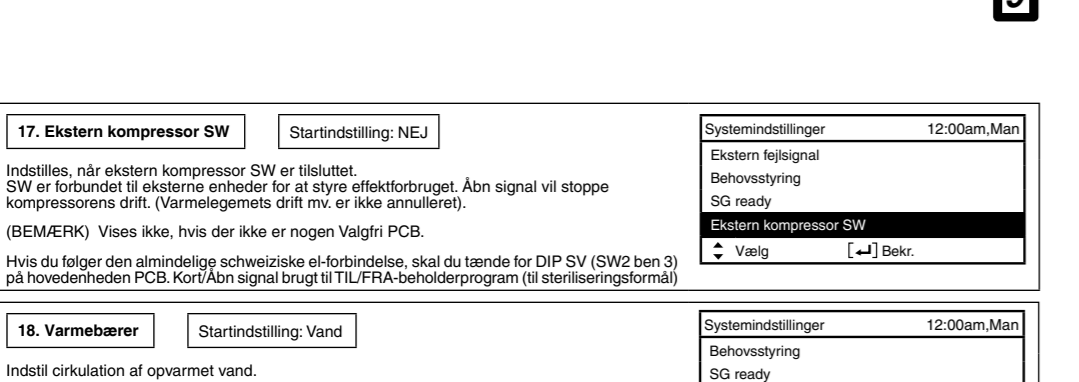 17. Ekstern kompressor SW
Startindstilling: NEJ
Indstilles, når ekstern kompressor SW er tilsluttet.
SW er forbundet til eksterne enheder for at styre effektforbruget. Åbn signal vil stoppe
kompressorens drift. (Varmelegemets drift mv. er ikke annulleret).
(BEMÆRK) Vises ikke, hvis der ikke er nogen Valgfri PCB.
Hvis du følger den almindelige schweiziske el-forbindelse, skal du tænde for DIP SV (SW2 ben 3)
på hovedenheden PCB. Kort/Åbn signal brugt til TIL/FRA-beholderprogram (til steriliseringsformål)
Systemindstillinger 12:00am,Man
Ekstern fejlsignal
Behovsstyring
SG ready
Ekstern kompressor SW
Vælg [↵] Bekr.
18. Varmebærer
Startindstilling: Vand
Indstil cirkulation af opvarmet vand.
Systemindstillinger 12:00am,Man
Behovsstyring
SG ready